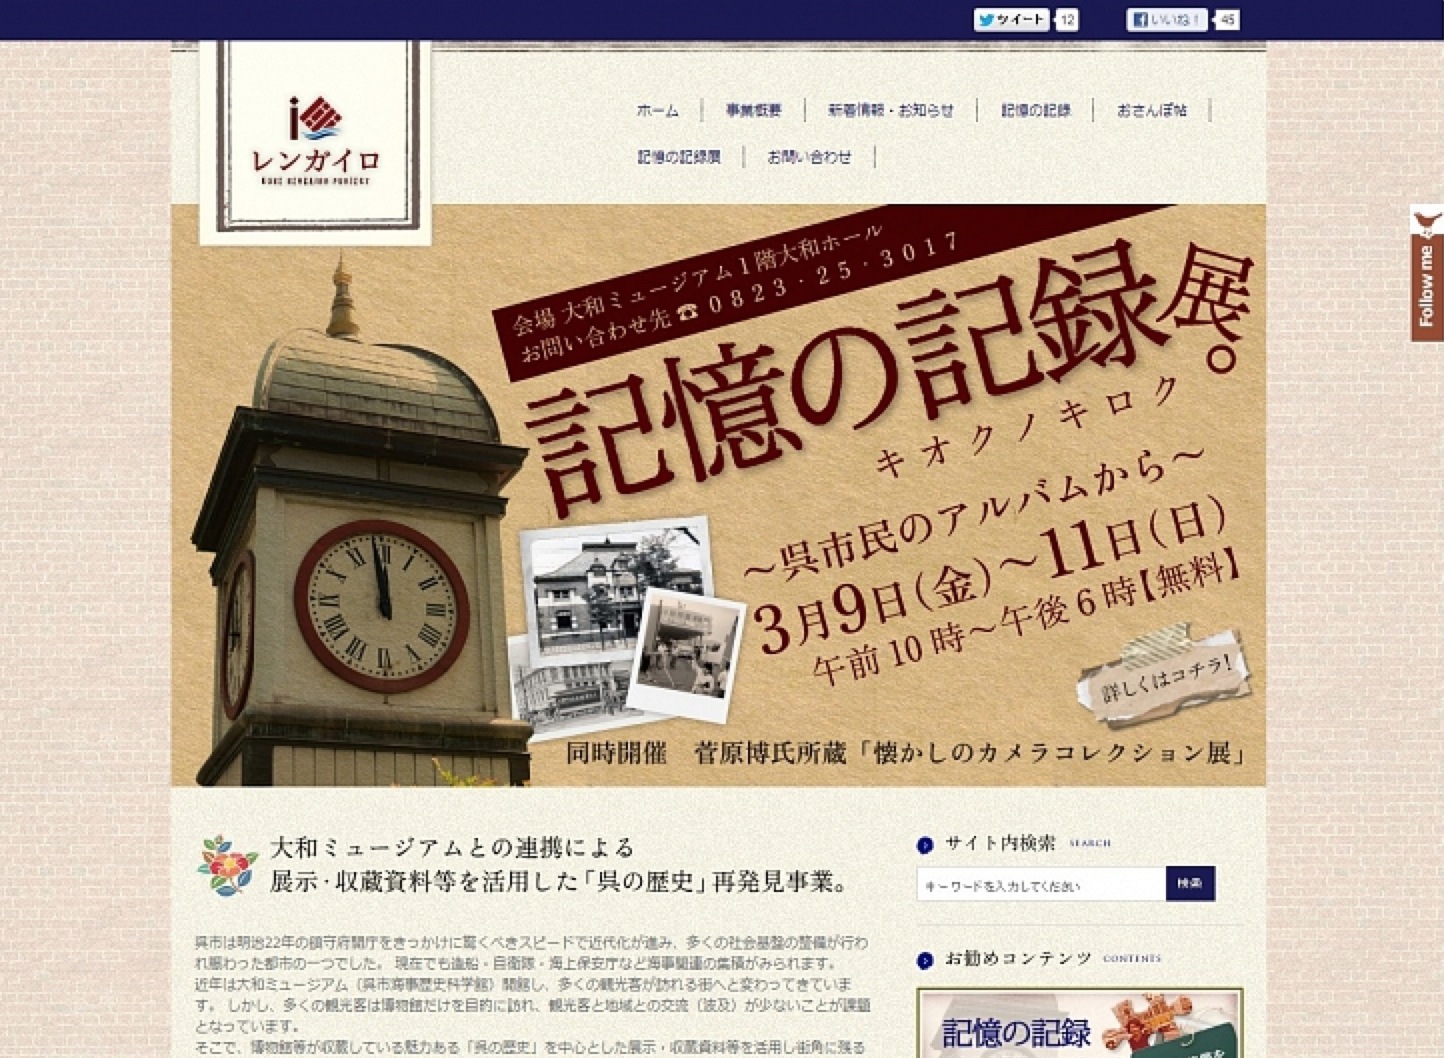 ツイート 12 いいね！ 45
レンガイロ
ホーム 事業概要 新着情報・お知らせ 記憶の記録 おさんぽ帖
記憶の記録展 お問い合わせ
Follow me
会場 大和ミュージアム1階大和ホール
お問い合わせ先 ☎ 0823・25・3017
記憶の記録展。
キオクノキロク
～呉市民のアルバムから～
3月9日(金)～11日(日)
午前10時～午後6時【無料】
詳しくはコチラ!
同時開催 菅原博氏所蔵「懐かしのカメラコレクション展」
大和ミュージアムとの連携による
展示・収蔵資料等を活用した「呉の歴史」再発見事業。
サイト内検索 SEARCH
キーワードを入力してください 検索
お勧めコンテンツ CONTENTS
記憶の記録
呉市は明治22年の鎮守府開庁をきっかけに驚くべきスピードで近代化が進み、多くの社会基盤の整備が行わ
れ賑わった都市の一つでした。 現在でも造船・自衛隊・海上保安庁など海事関連の集積がみられます。
近年は大和ミュージアム（呉市海事歴史科学館）開館し、多くの観光客が訪れる街へと変わってきていま
す。 しかし、多くの観光客は博物館だけを目的に訪れ、観光客と地域との交流（波及）が少ないことが課題
となっています。
そこで、博物館等が収蔵している魅力ある「呉の歴史」を中心とした展示・収蔵資料等を活用し街角に残る